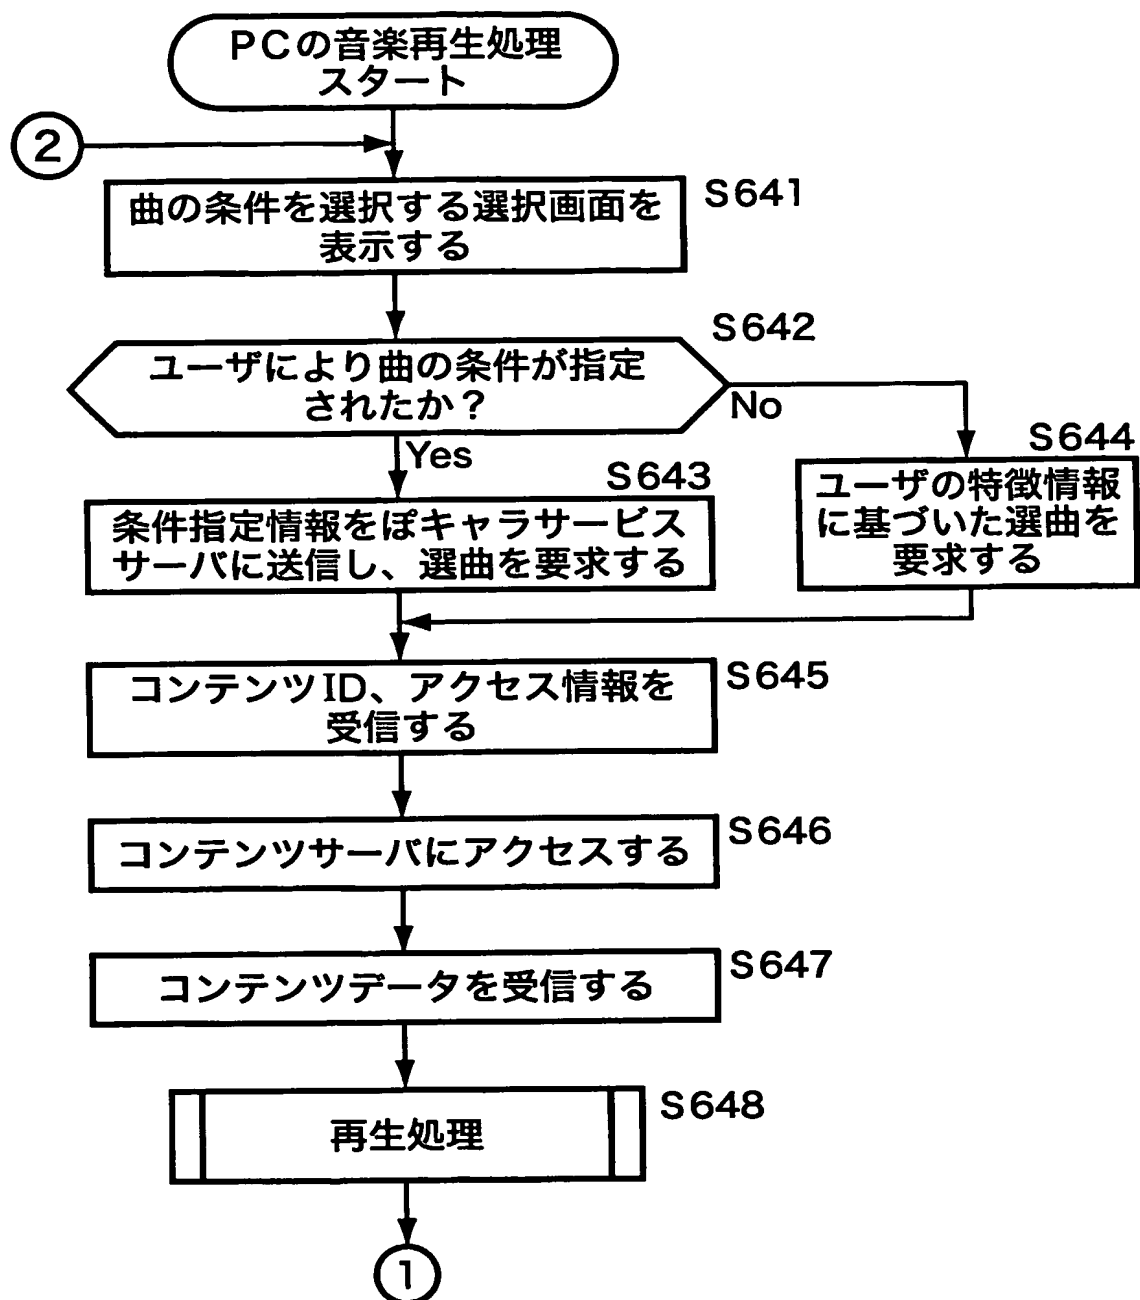 PCの音楽再生処理
スタート
2
S641
曲の条件を選択する選択画面を
表示する
S642
ユーザにより曲の条件が指定
されたか？
No
Yes
S643
条件指定情報をぽキャラサービス
サーバに送信し、選曲を要求する
S644
ユーザの特徴情報
に基づいた選曲を
要求する
S645
コンテンツID、アクセス情報を
受信する
S646
コンテンツサーバにアクセスする
S647
コンテンツデータを受信する
S648
再生処理
1